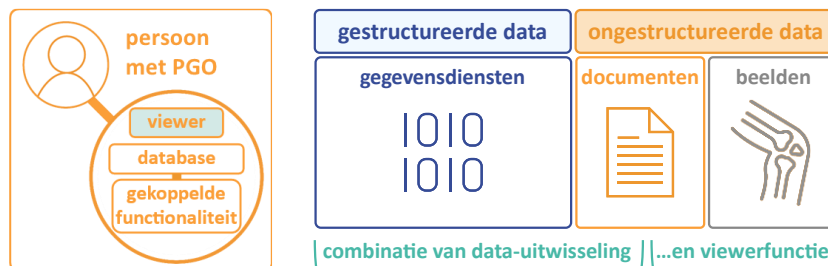 persoon
met PGO
viewer
database
gekoppelde
functionaliteit
gestructureerde data
ongestructureerde data
gegevensdiensten
documenten
beelden
1010
1010
combinatie van data-uitwisseling
...en viewerfunctie